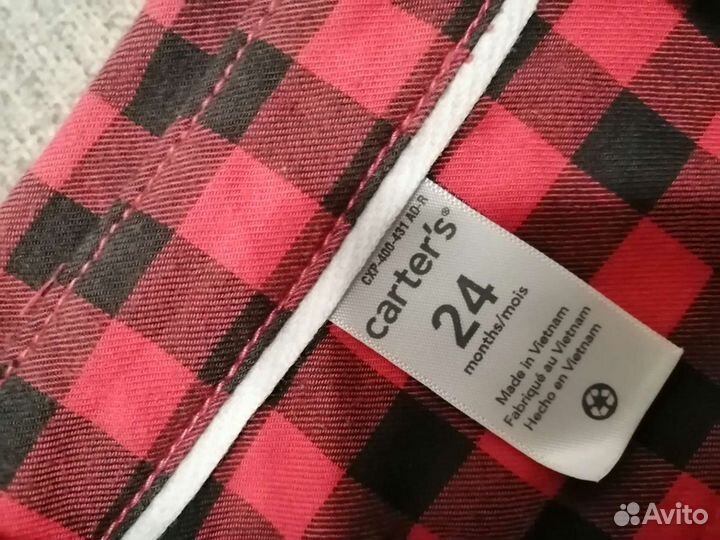 CXP-400-431 AD-R
carter's®
24
months/mois
Made in Vietnam
Fabriqué au Vietnam
Hecho en Vietnam
Avito